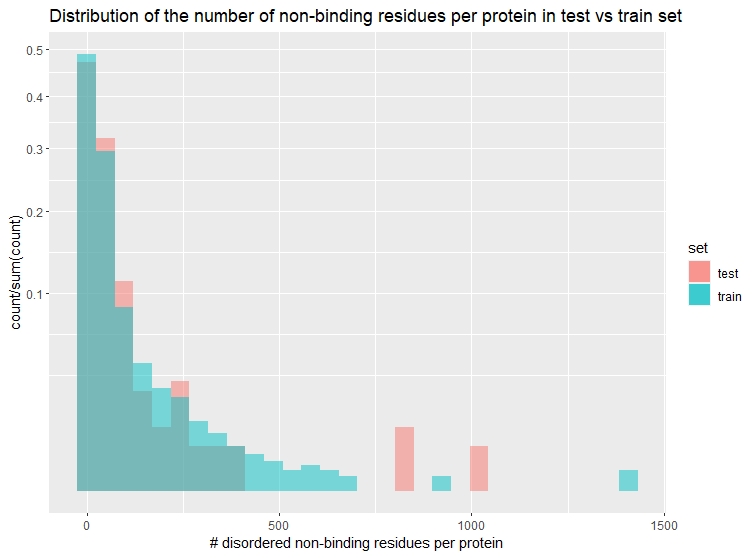 Distribution of the number of non-binding residues per protein in test vs train set
0.5
0.4
0.3
0.2
0.1
count/sum(count)
0
500
1000
1500
# disordered non-binding residues per protein
set
test
train